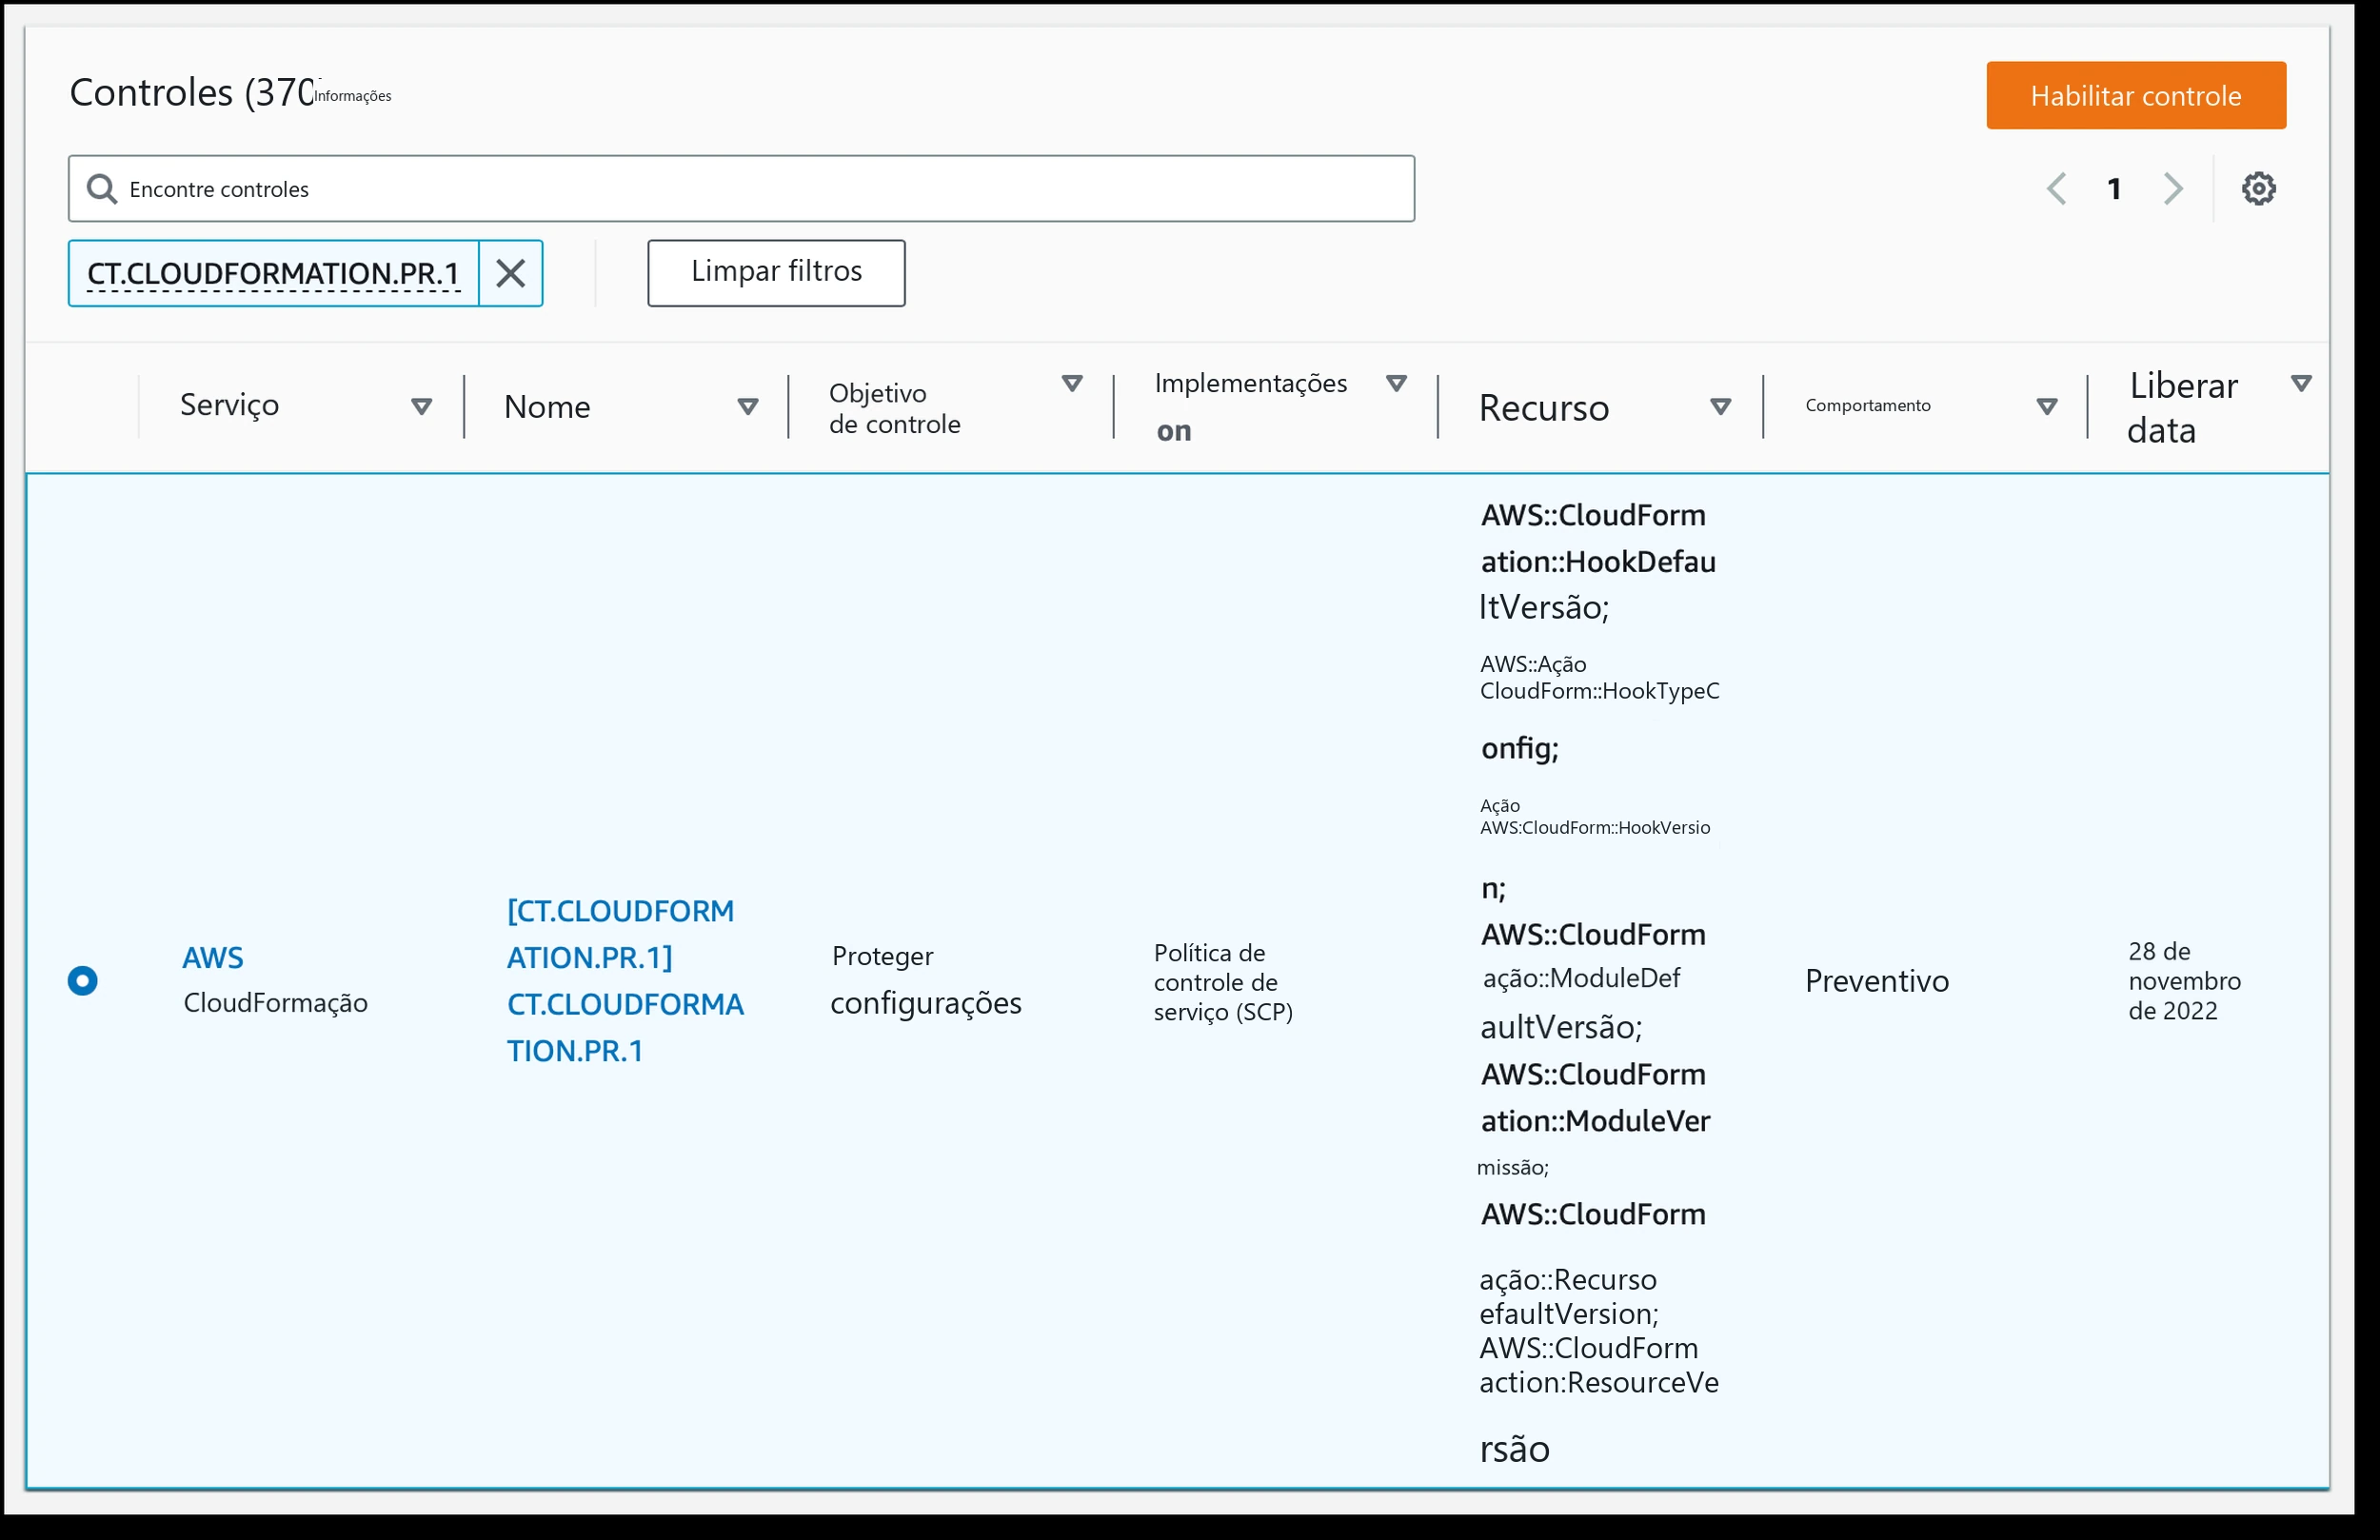 Controles (370
Informações
Habilitar controle
Encontre controles
1
CT.CLOUDFORMATION.PR.1
Limpar filtros
Serviço
Nome
Objetivo
de controle
Implementações
on
Recurso
Comportamento
Liberar
data
AWS
CloudFormação
[CT.CLOUDFORM
ATION.PR.1]
CT.CLOUDFORMA
TION.PR.1
Proteger
configurações
Política de
controle de
serviço (SCP)
AWS::CloudForm
ation::HookDefau
ltVersão;
AWS::Ação
CloudForm::HookTypeC
onfig;
Ação
AWS:CloudForm::HookVersio
n;
AWS::CloudForm
ação::ModuleDef
aultVersão;
AWS::CloudForm
ation::ModuleVer
missão;
AWS::CloudForm
ação::Recurso
efaultVersion;
AWS::CloudForm
action:ResourceVe
rsão
Preventivo
28 de
novembro
de 2022